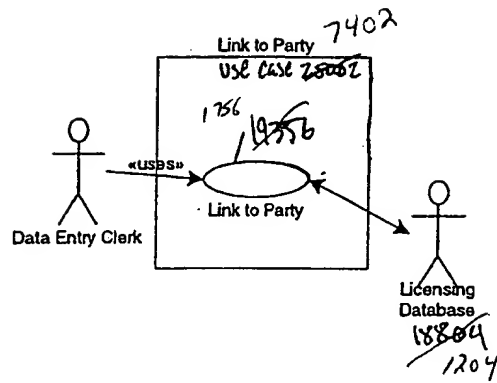 7402
Link to Party
use case 28002
1756
19356
«uses»
Link to Party
Data Entry Clerk
Licensing
Database
18804
1204